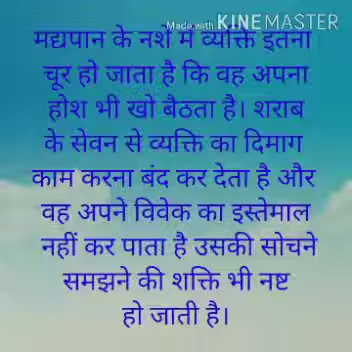 Made with KINEMASTER
मद्यपान के नशे में व्यक्ति इतना
चूर हो जाता है कि वह अपना
होश भी खो बैठता है। शराब
के सेवन से व्यक्ति का दिमाग
काम करना बंद कर देता है और
वह अपने विवेक का इस्तेमाल
नहीं कर पाता है उसकी सोचने
समझने की शक्ति भी नष्ट
हो जाती है।